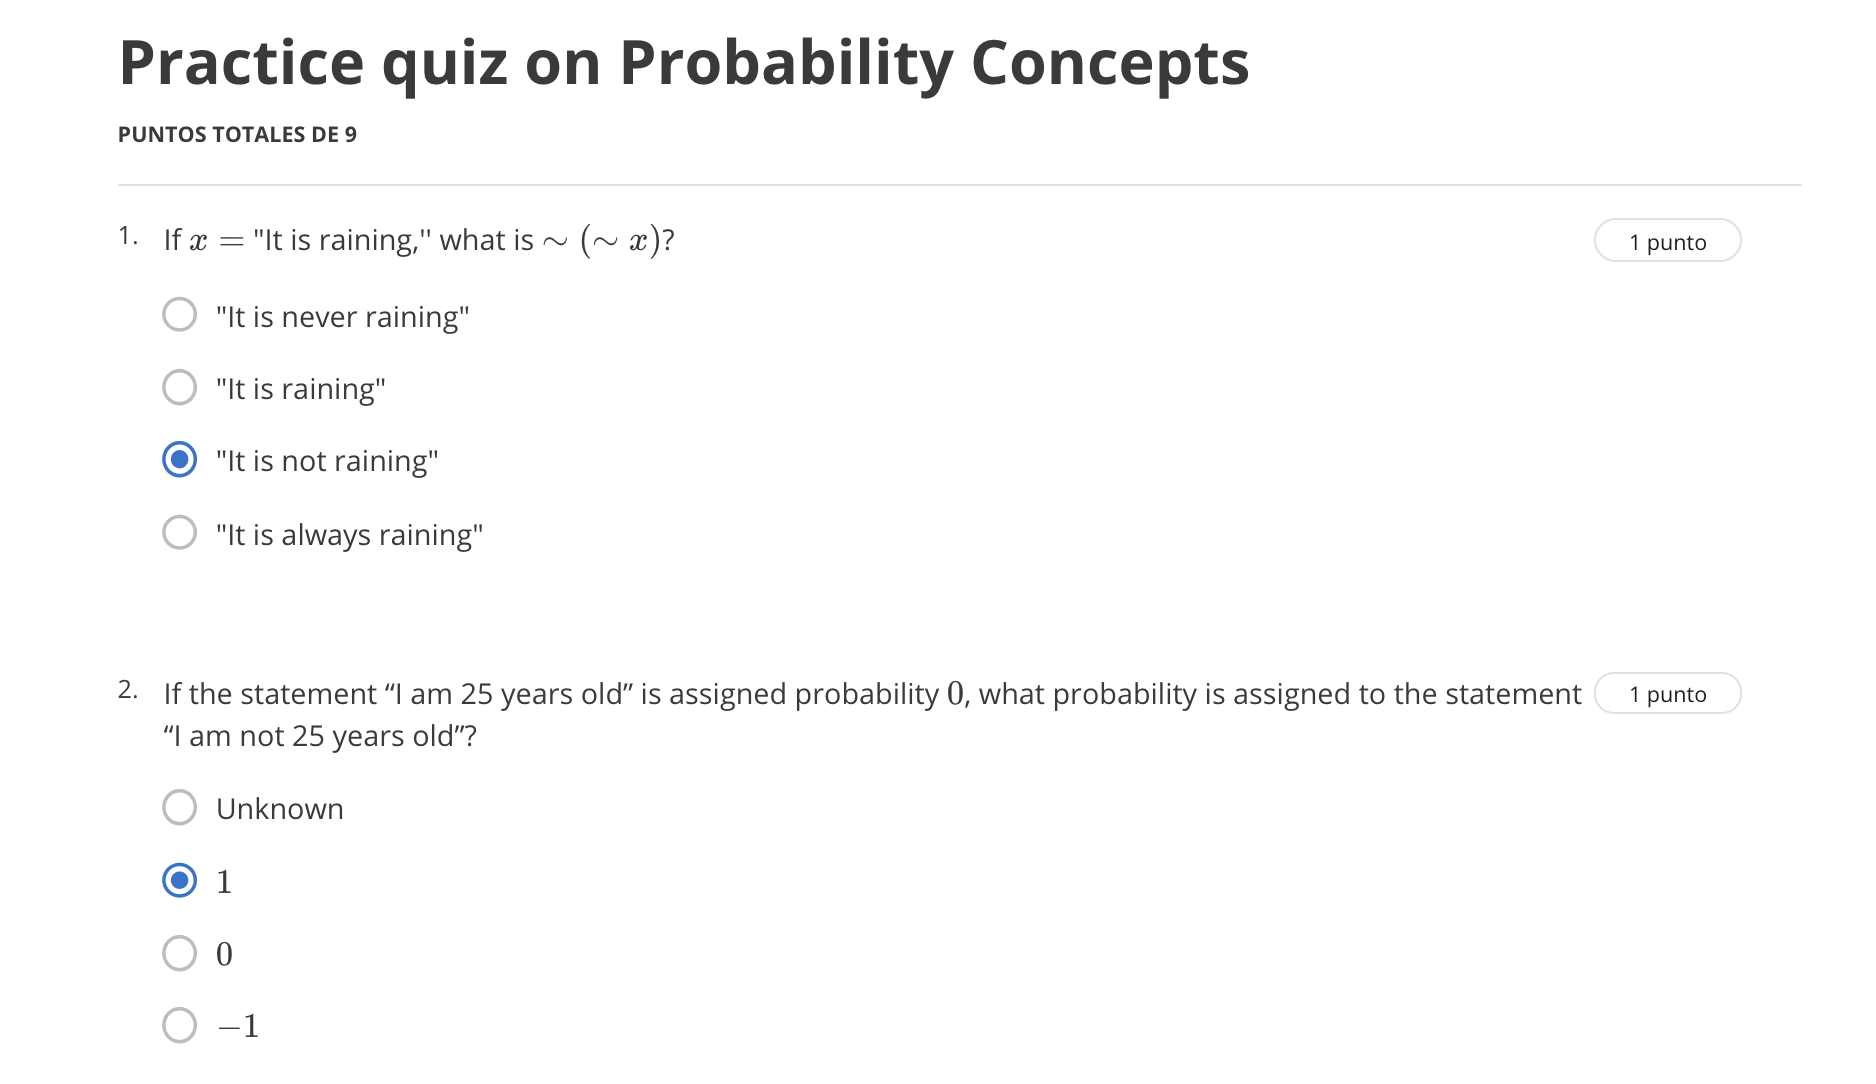 Practice quiz on Probability Concepts
PUNTOS TOTALES DE 9
1. If x = "It is raining,'' what is ∼ (∼ x)?
1 punto
"It is never raining"
"It is raining"
"It is not raining"
"It is always raining"
2. If the statement “I am 25 years old” is assigned probability 0, what probability is assigned to the statement
1 punto
“I am not 25 years old”?
Unknown
1
0
−1